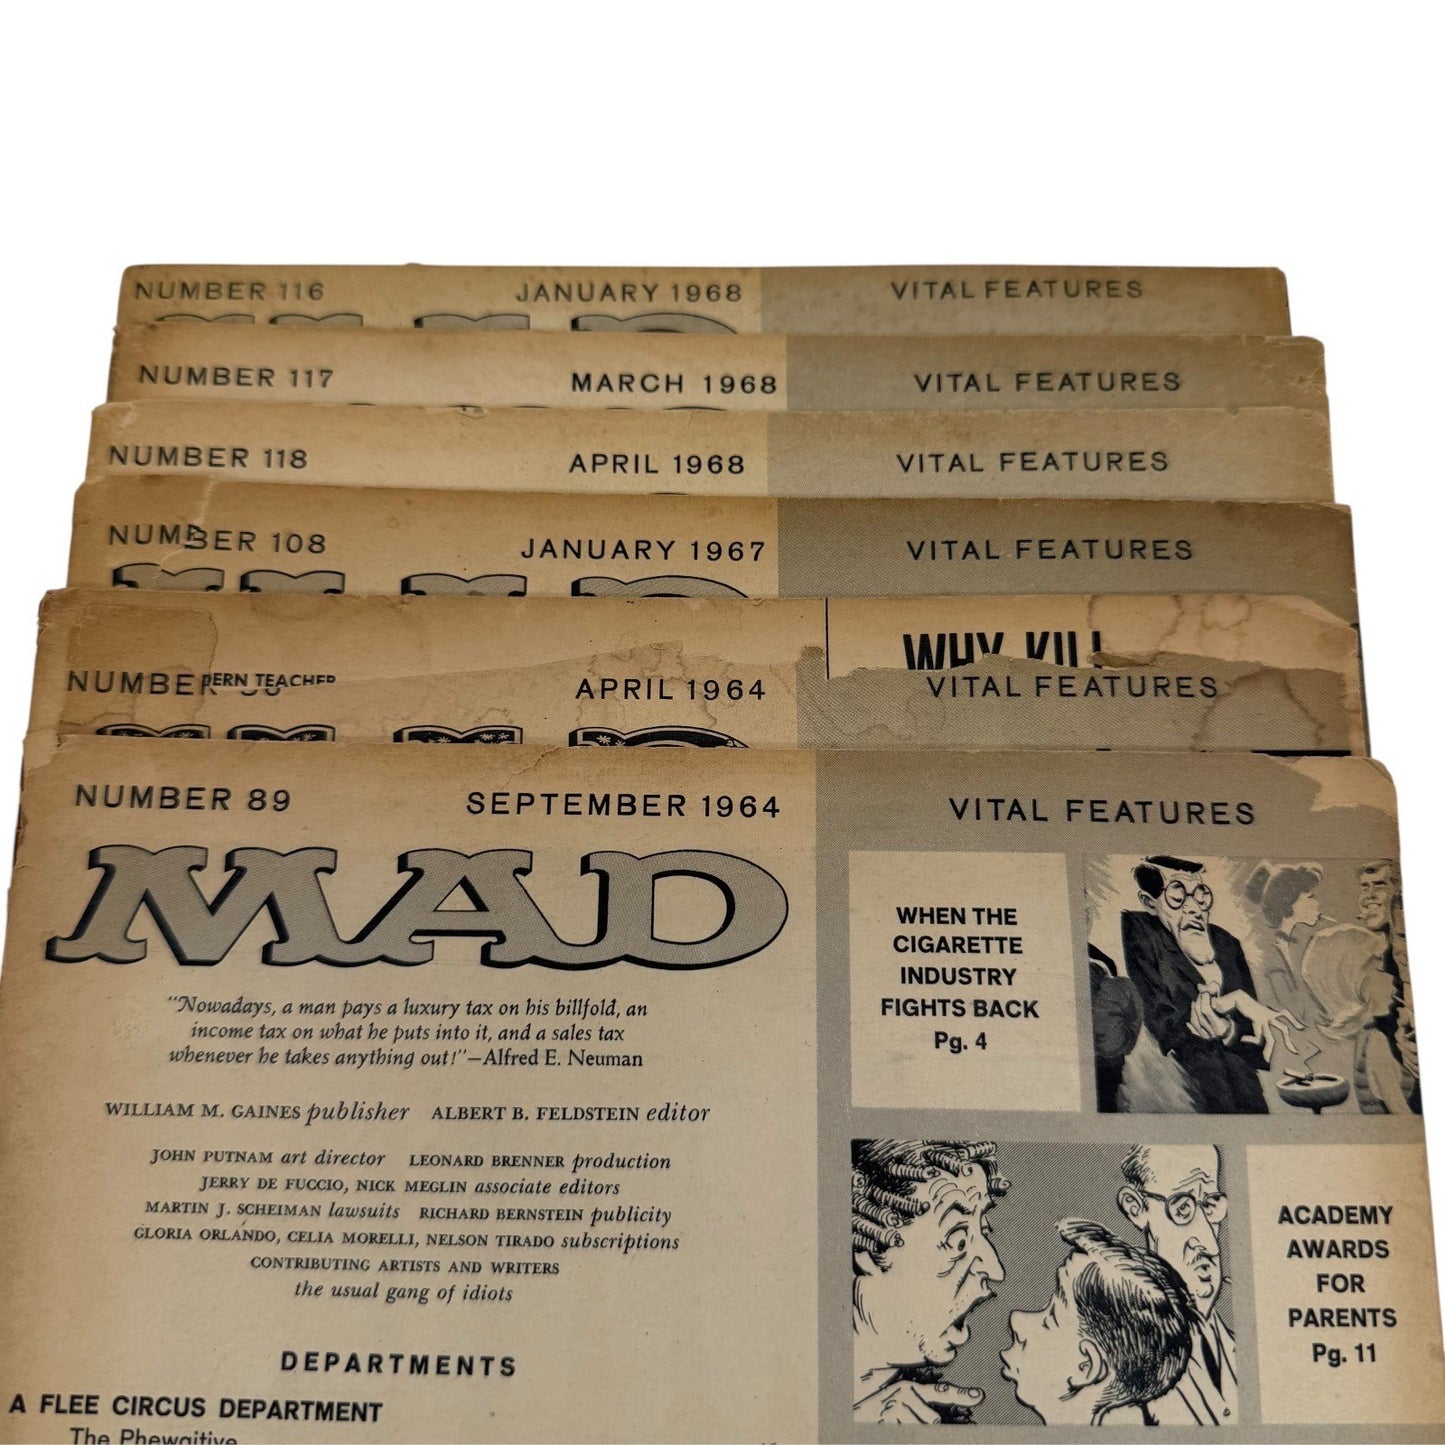 NUMBER 116 JANUARY 1968 VITAL FEATURES
NUMBER 117 MARCH 1968 VITAL FEATURES
NUMBER 118 APRIL 1968 VITAL FEATURES
NUMBER 108 JANUARY 1967 VITAL FEATURES
WHY KILL
NUMBER APRIL 1964 VITAL FEATURES
TEACHER
NUMBER 89 SEPTEMBER 1964 VITAL FEATURES
MAD
"Nowadays, a man pays a luxury tax on his billfold, an
income tax on what he puts into it, and a sales tax
whenever he takes anything out!"—Alfred E. Neuman
WILLIAM M. GAINES publisher ALBERT B. FELDSTEIN editor
JOHN PUTNAM art director LEONARD BRENNER production
JERRY DE FUCCIO, NICK MEGLIN associate editors
MARTIN J. SCHEIMAN lawsuits RICHARD BERNSTEIN publicity
GLORIA ORLANDO, CELIA MORELLI, NELSON TIRADO subscriptions
CONTRIBUTING ARTISTS AND WRITERS
the usual gang of idiots
DEPARTMENTS
A FLEE CIRCUS DEPARTMENT
The Phewgitive
WHEN THE
CIGARETTE
INDUSTRY
FIGHTS BACK
Pg. 4
ACADEMY
AWARDS
FOR
PARENTS
Pg. 11